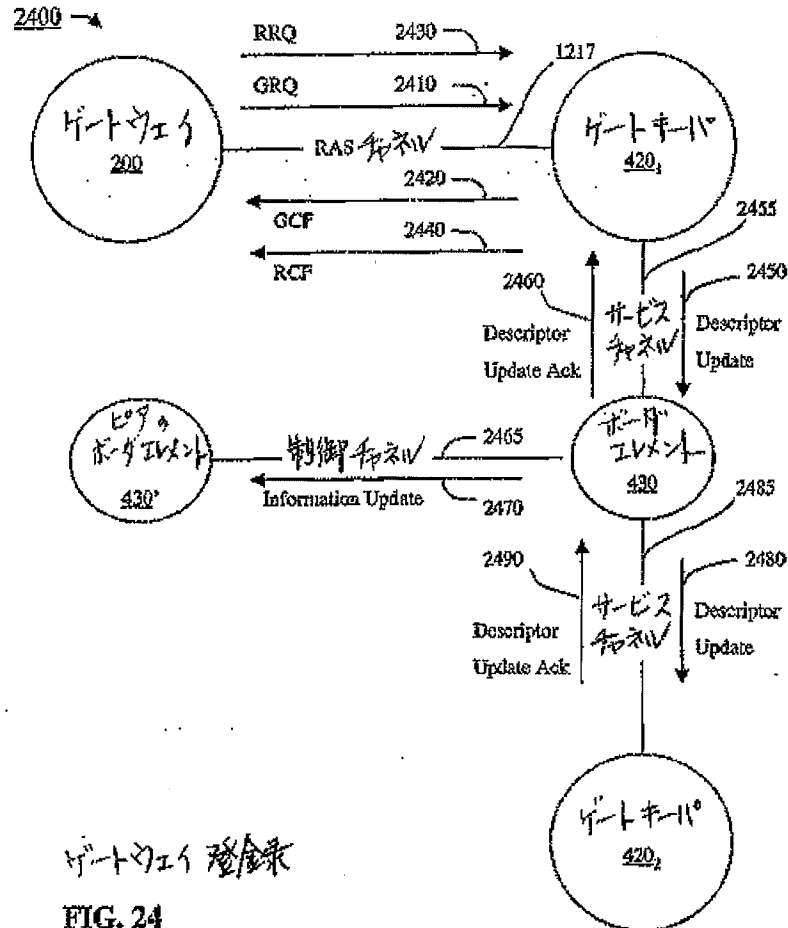 2400
RRQ 2430
GRQ 2410
1217
ゲートウェイ
200
RAS チャネル
ゲートキーパ
420₁
2420
GCF
2440
RCF
2455
2460
2450
サービス
チャネル
Descriptor
Update Ack
Descriptor
Update
ピアの
ボーダエレメント
430'
制御チャネル
2465
Information Update
2470
ボーダ
エレメント
430
2485
2490
2480
サービス
チャネル
Descriptor
Update Ack
Descriptor
Update
ゲートキーパ
420₂
ゲートウェイ登録
FIG. 24